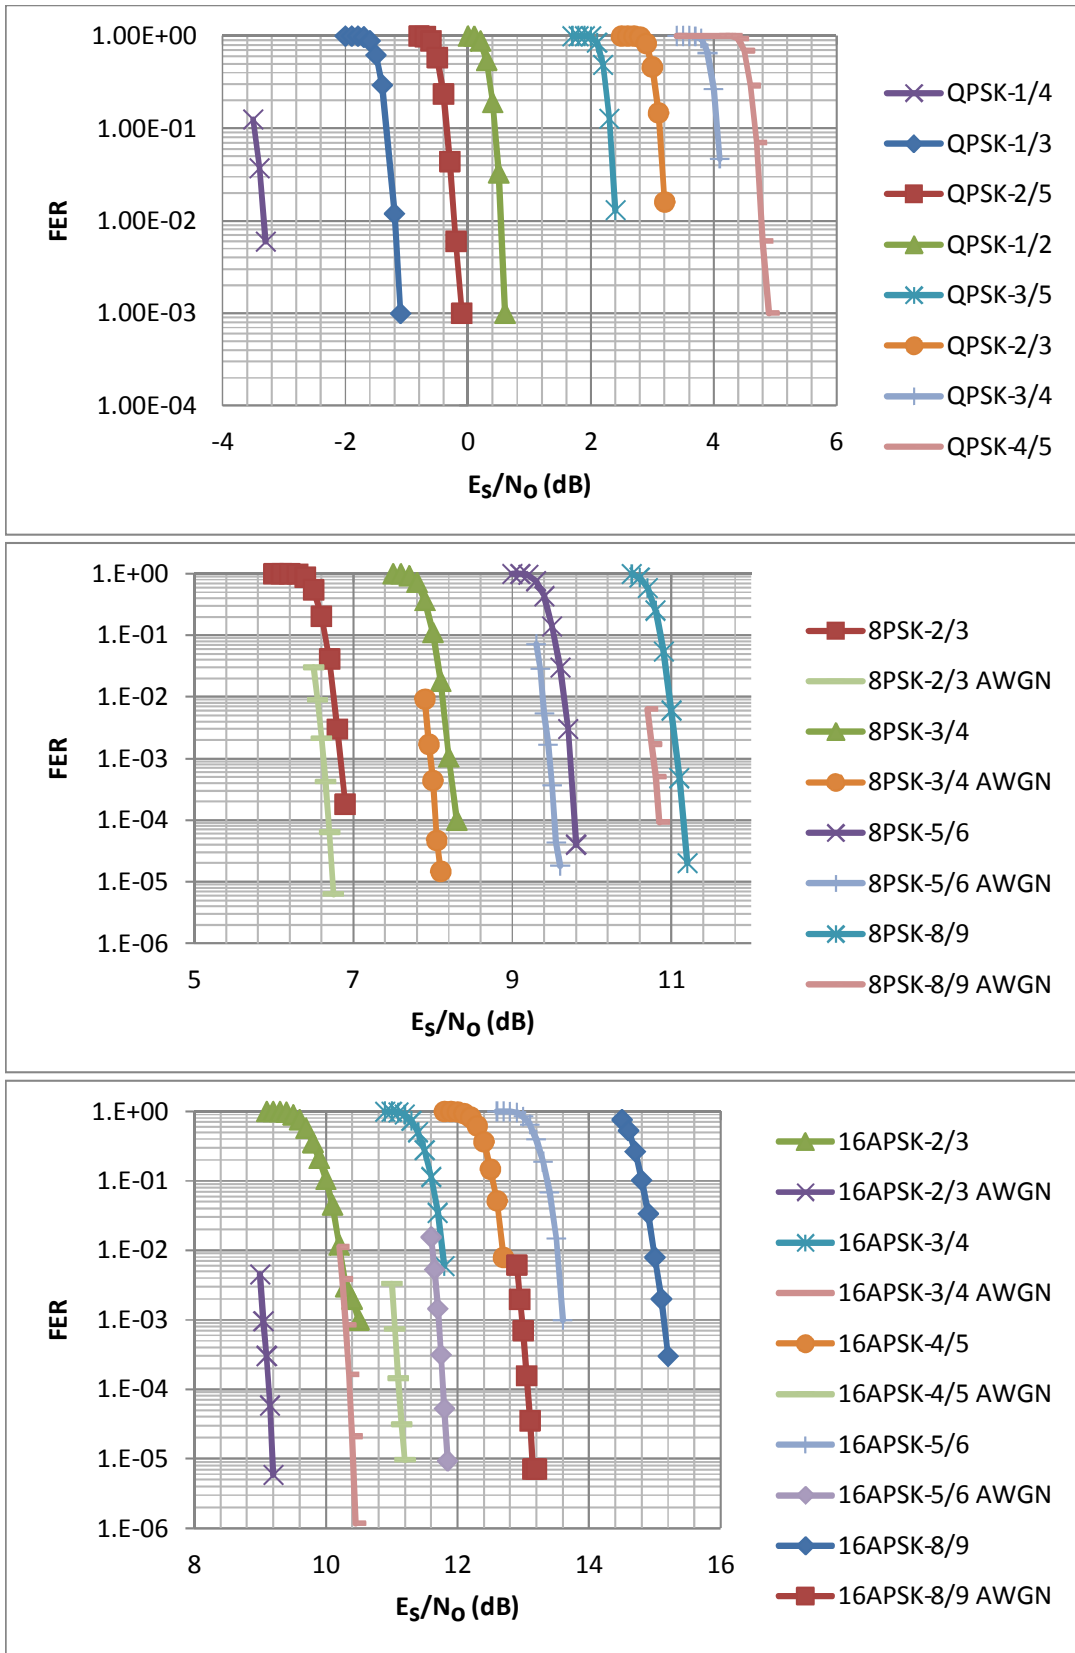 1.00E+00
1.00E-01
1.00E-02
1.00E-03
1.00E-04
FER
-4 -2 0 2 4 6
ES/NO (dB)
QPSK-1/4
QPSK-1/3
QPSK-2/5
QPSK-1/2
QPSK-3/5
QPSK-2/3
QPSK-3/4
QPSK-4/5
1.E+00
1.E-01
1.E-02
1.E-03
1.E-04
1.E-05
1.E-06
FER
5 7 9 11
ES/NO (dB)
8PSK-2/3
8PSK-2/3 AWGN
8PSK-3/4
8PSK-3/4 AWGN
8PSK-5/6
8PSK-5/6 AWGN
8PSK-8/9
8PSK-8/9 AWGN
1.E+00
1.E-01
1.E-02
1.E-03
1.E-04
1.E-05
1.E-06
FER
8 10 12 14 16
ES/NO (dB)
16APSK-2/3
16APSK-2/3 AWGN
16APSK-3/4
16APSK-3/4 AWGN
16APSK-4/5
16APSK-4/5 AWGN
16APSK-5/6
16APSK-5/6 AWGN
16APSK-8/9
16APSK-8/9 AWGN